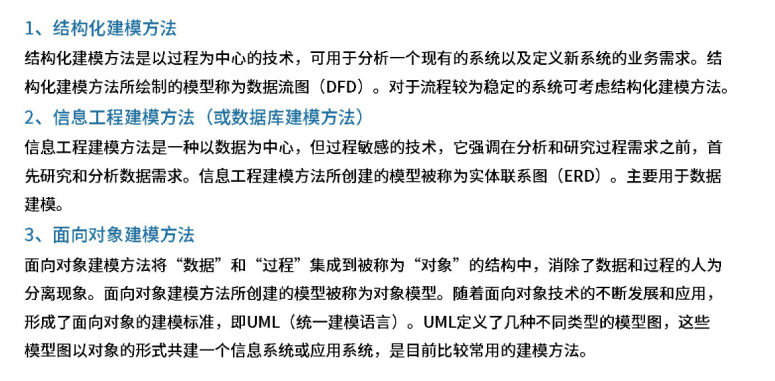 1、结构化建模方法
结构化建模方法是以过程为中心的技术，可用于分析一个现有的系统以及定义新系统的业务需求。结
构化建模方法所绘制的模型称为数据流图（DFD）。对于流程较为稳定的系统可考虑结构化建模方法。
2、信息工程建模方法（或数据库建模方法）
信息工程建模方法是一种以数据为中心，但过程敏感的技术，它强调在分析和研究过程需求之前，首
先研究和分析数据需求。信息工程建模方法所创建的模型被称为实体联系图（ERD）。主要用于数据
建模。
3、面向对象建模方法
面向对象建模方法将“数据”和“过程”集成到被称为“对象”的结构中，消除了数据和过程的人为
分离现象。面向对象建模方法所创建的模型被称为对象模型。随着面向对象技术的不断发展和应用，
形成了面向对象的建模标准，即UML（统一建模语言）。UML定义了几种不同类型的模型图，这些
模型图以对象的形式共建一个信息系统或应用系统，是目前比较常用的建模方法。